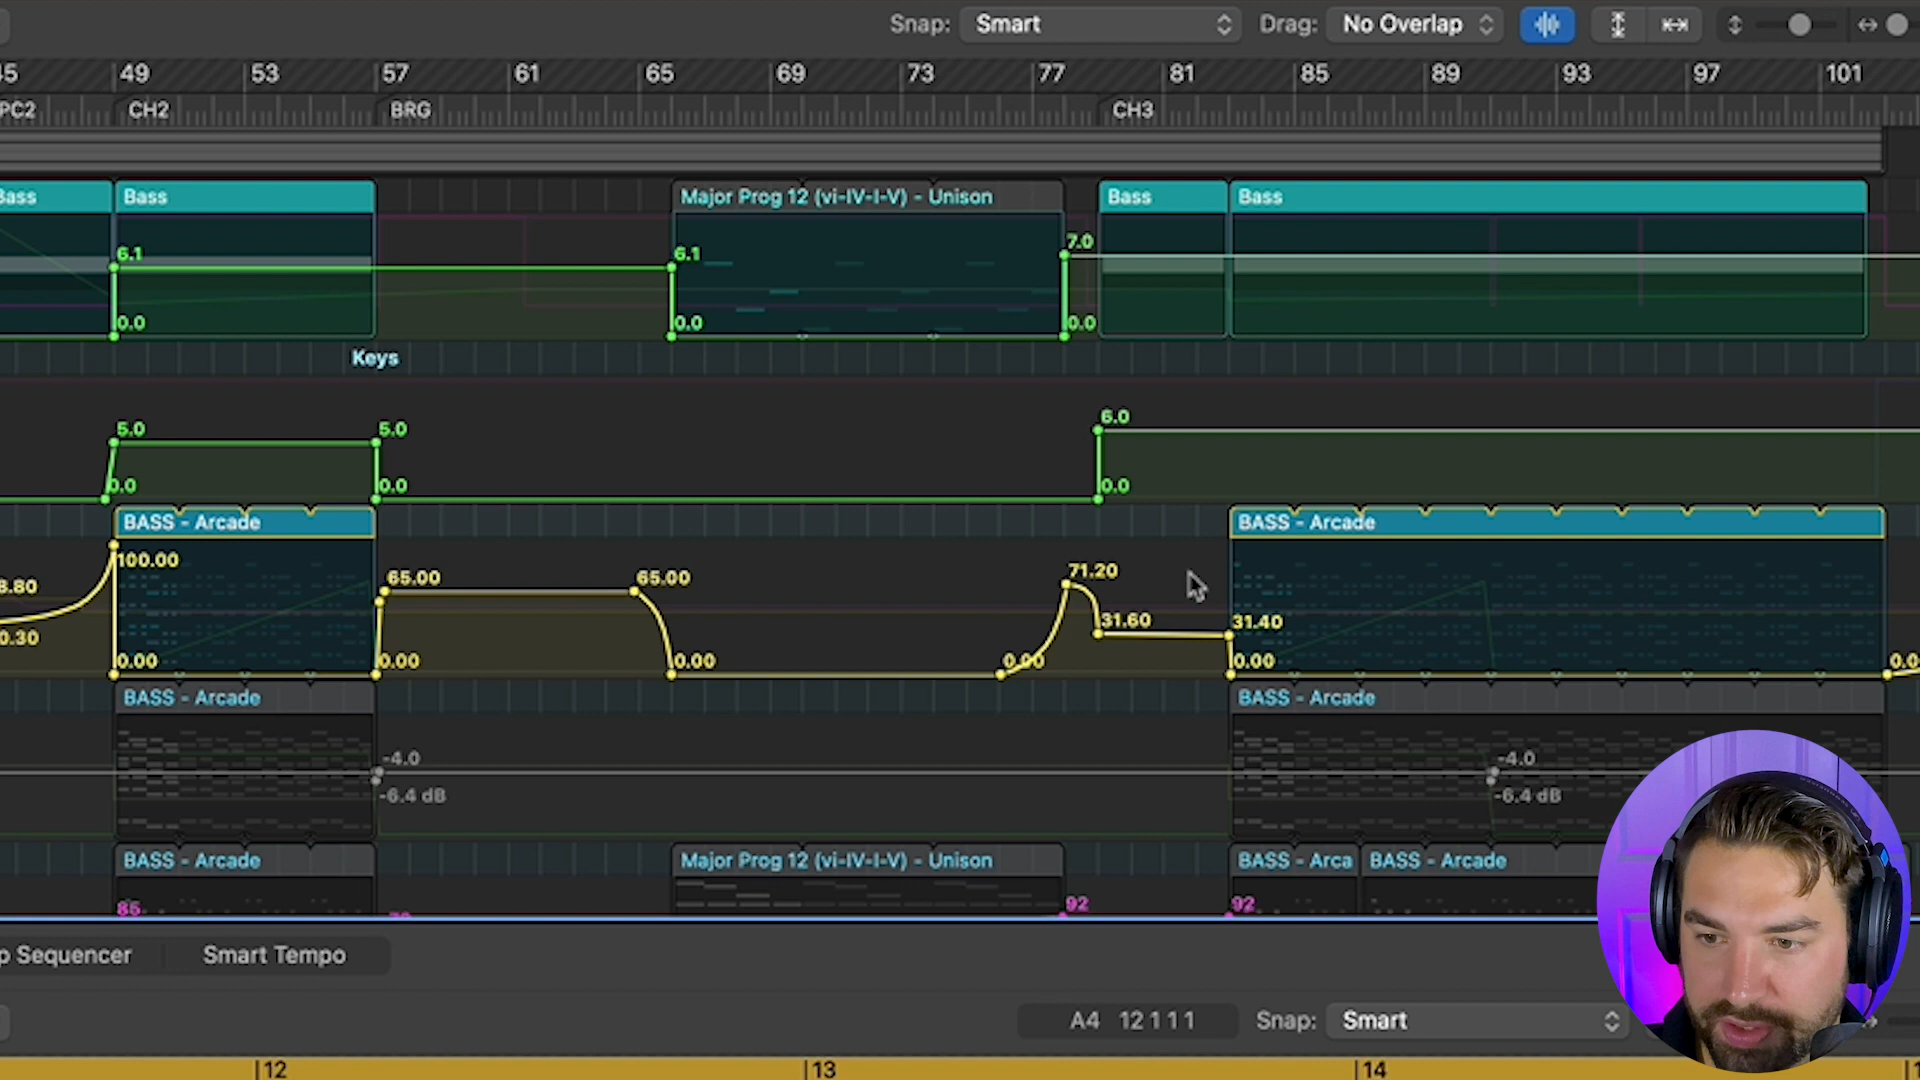 Snap: Smart Drag: No Overlap
45 49 53 57 61 65 69 73 77 81 85 89 93 97 101
PC2 CH2 BRG CH3
Bass Bass Major Prog 12 (vi-IV-I-V) - Unison Bass Bass
6.1 6.1 7.0
0.0 0.0 0.0
Keys
5.0 5.0 6.0
0.0 0.0 0.0
BASS - Arcade BASS - Arcade
8.80 100.00 65.00 65.00 71.20
0.30 31.60 31.40
0.00 0.00 0.00 0.00 0.00 0.0
BASS - Arcade BASS - Arcade
-4.0 -4.0
-6.4 dB -6.4 dB
BASS - Arcade Major Prog 12 (vi-IV-I-V) - Unison BASS - Arca BASS - Arcade
85 92 92
p Sequencer Smart Tempo
A4 12 1 1 1 Snap: Smart
12 13 14